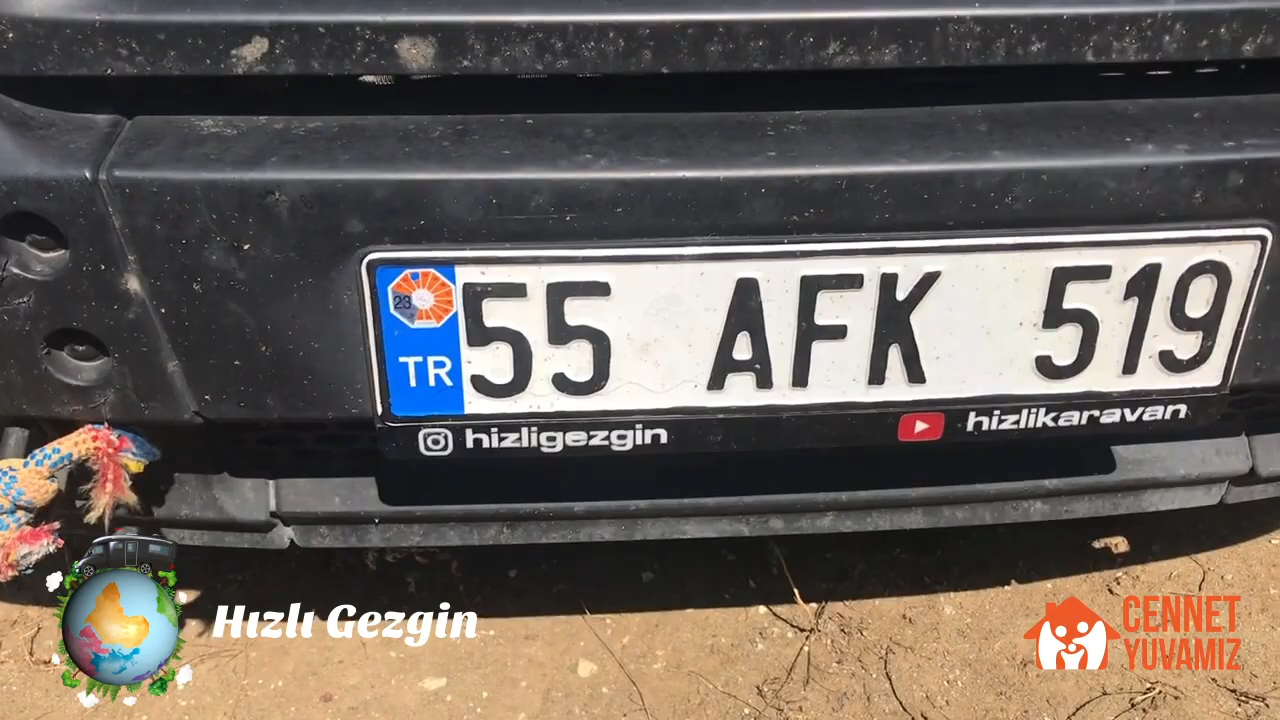 23
TR 55 AFK 519
hizligezgin hizlikaravan
Hızlı Gezgin
CENNET
YUVAMIZ